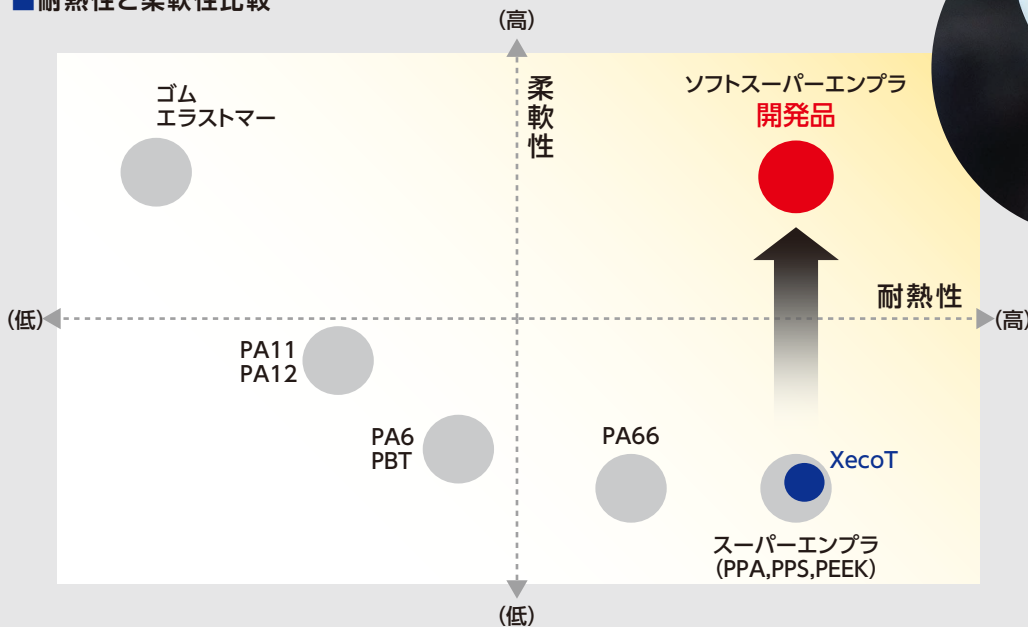 ■耐熱性と柔軟性比較
(高)
柔軟性
ゴム
エラストマー
ソフトスーパーエンプラ
開発品
耐熱性
(低)
(高)
PA11
PA12
PA6
PBT
PA66
XecoT
スーパーエンプラ
(PPA,PPS,PEEK)
(低)